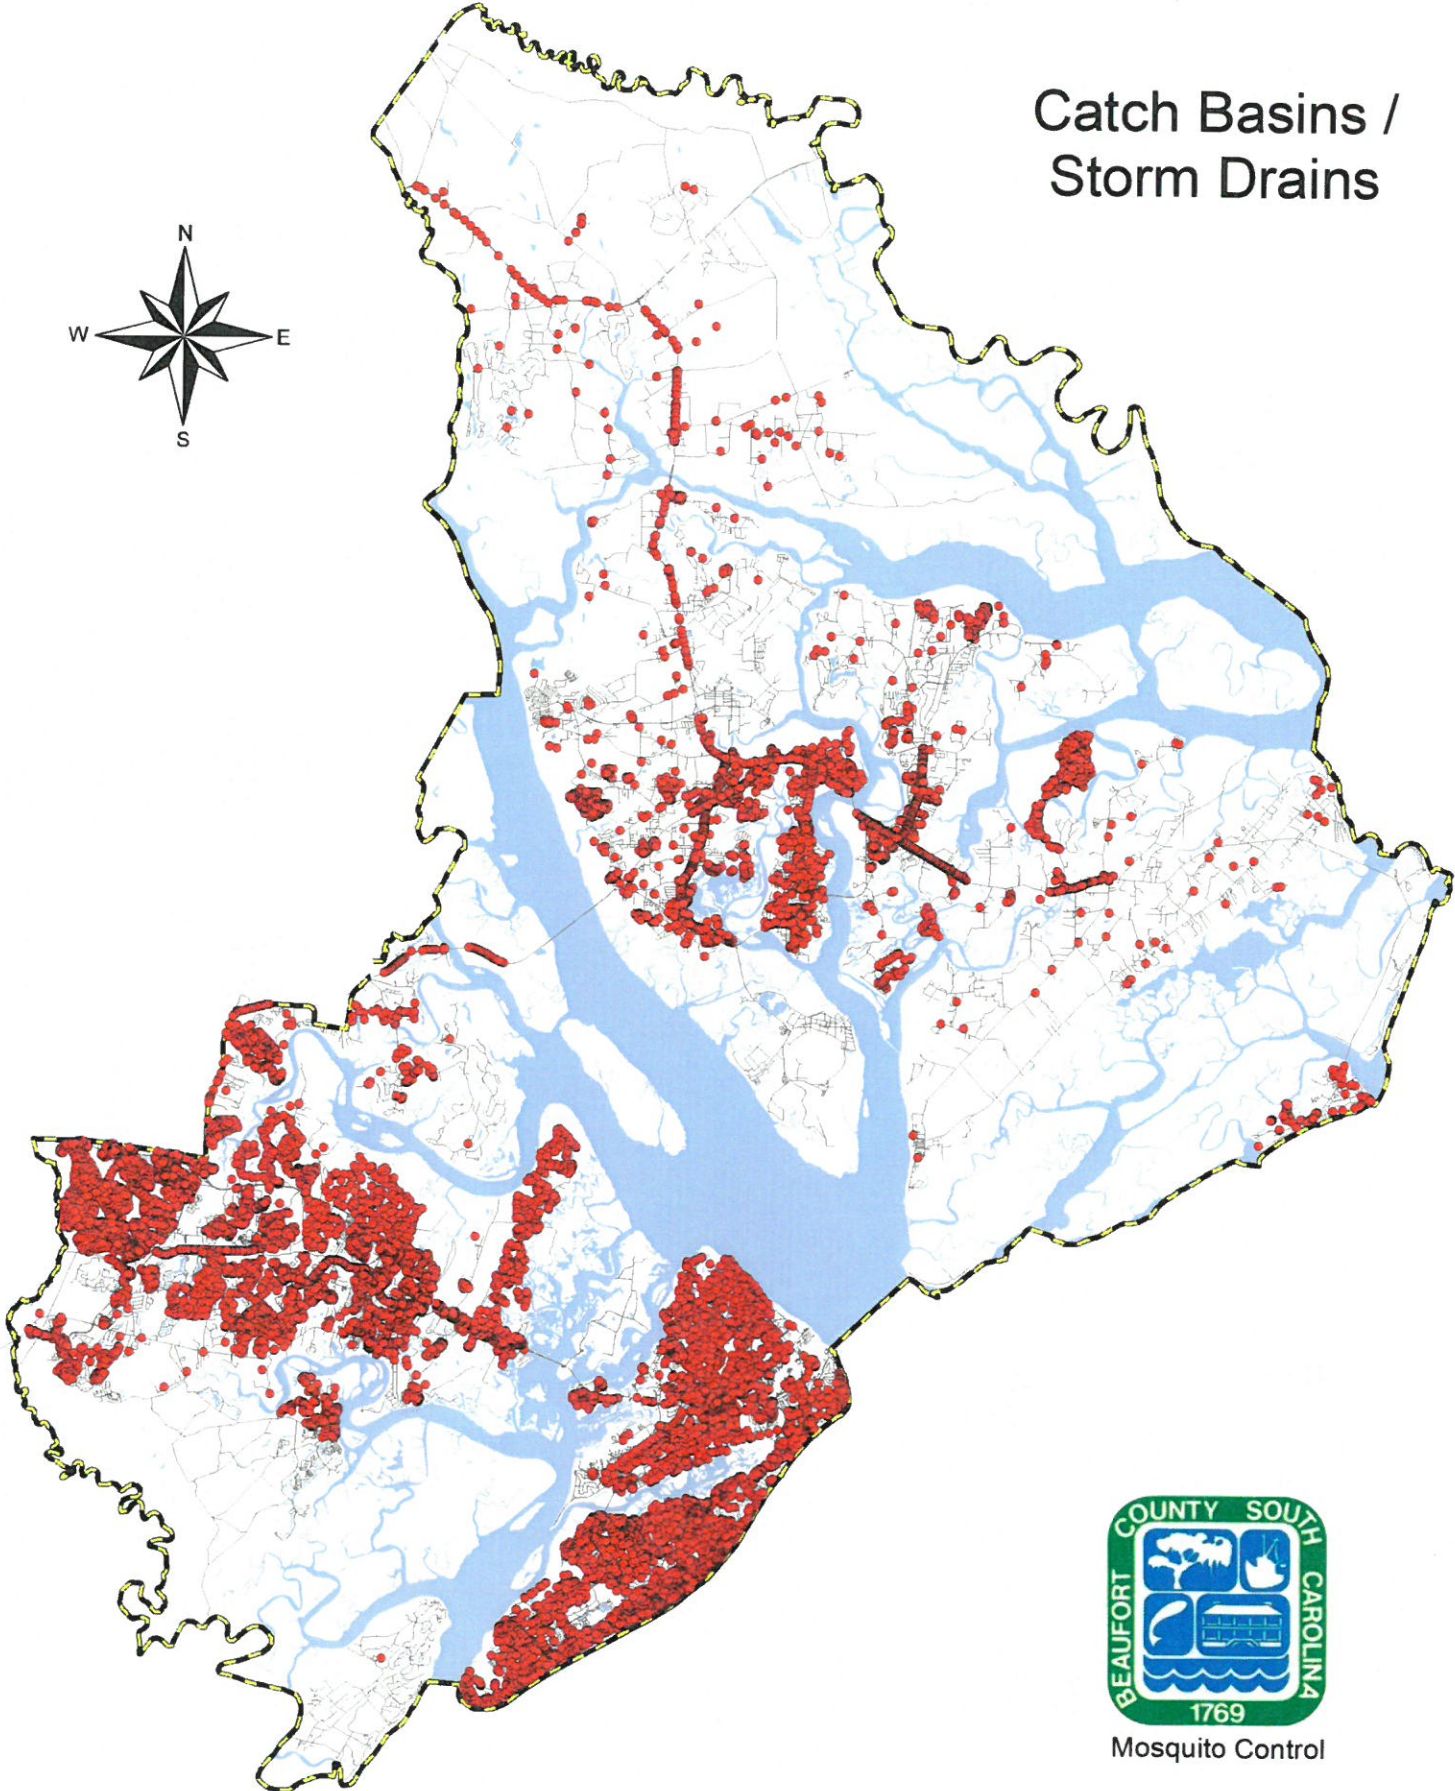 Catch Basins /
Storm Drains
N
W
E
S
BEAUFORT COUNTY SOUTH CAROLINA
1769
Mosquito Control